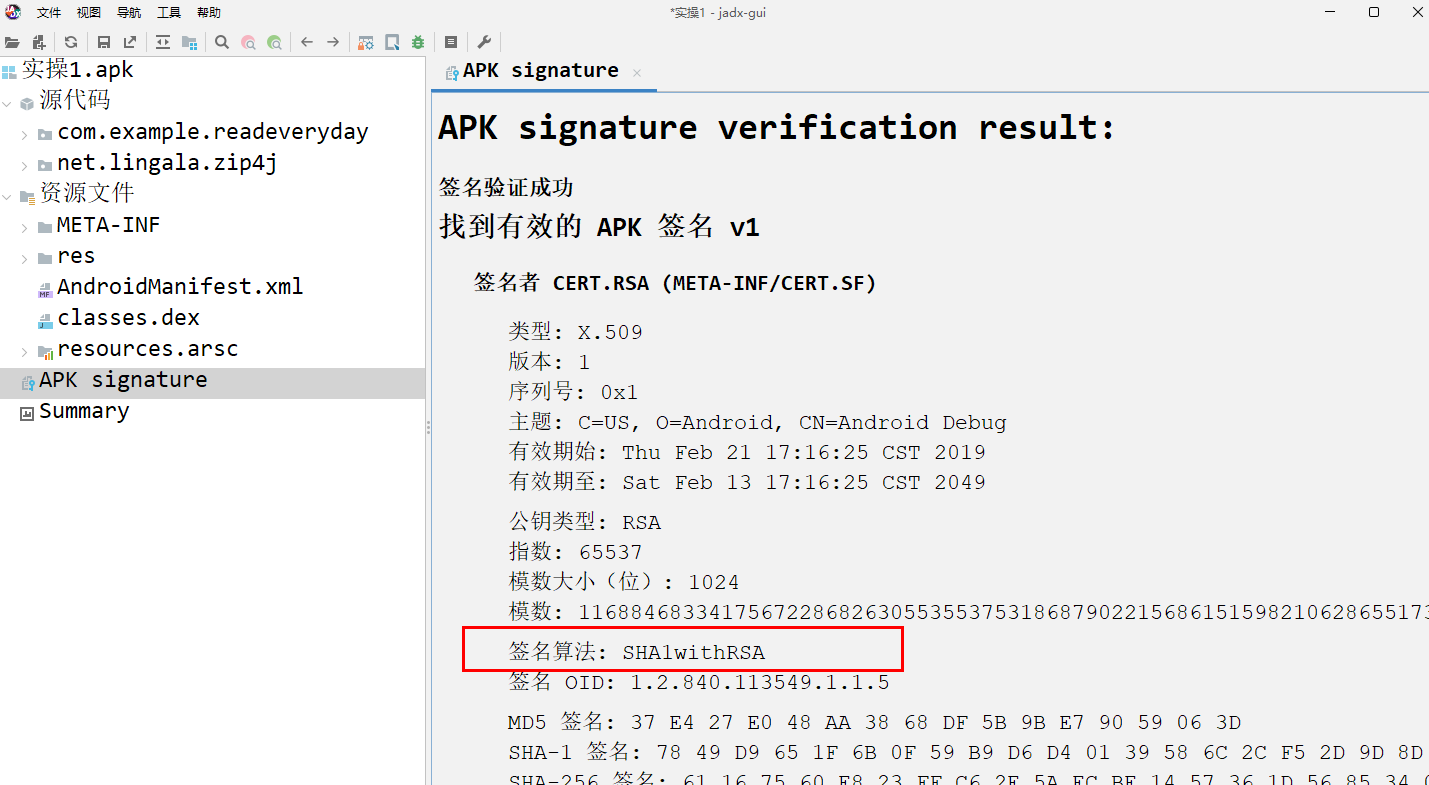 文件 视图 导航 工具 帮助
*实操1 - jadx-gui
实操1.apk
源代码
com.example.readeveryday
net.lingala.zip4j
资源文件
META-INF
res
AndroidManifest.xml
classes.dex
resources.arsc
APK signature
Summary
APK signature
APK signature verification result:
签名验证成功
找到有效的 APK 签名 v1
签名者 CERT.RSA (META-INF/CERT.SF)
类型: X.509
版本: 1
序列号: 0x1
主题: C=US, O=Android, CN=Android Debug
有效期始: Thu Feb 21 17:16:25 CST 2019
有效期至: Sat Feb 13 17:16:25 CST 2049
公钥类型: RSA
指数: 65537
模数大小（位）: 1024
模数: 116884683341756722868263055355375318687902215686151598210628655173
签名算法: SHA1withRSA
签名 OID: 1.2.840.113549.1.1.5
MD5 签名: 37 E4 27 E0 48 AA 38 68 DF 5B 9B E7 90 59 06 3D
SHA-1 签名: 78 49 D9 65 1F 6B 0F 59 B9 D6 D4 01 39 58 6C 2C F5 2D 9D 8D
SHA-256 签名: 61 16 75 60